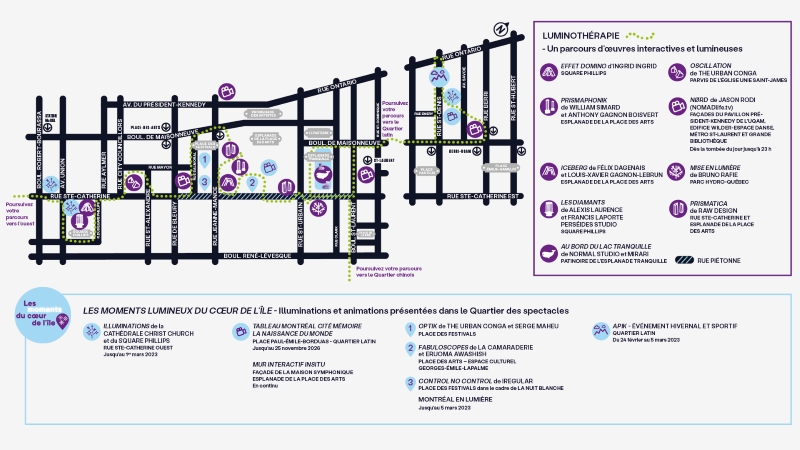 LUMINOTHÉRAPIE
- Un parcours d'œuvres interactives et lumineuses
EFFET DOMINO d'INGRID INGRID
SQUARE PHILLIPS
PRISMAPHONIK
de WILLIAM SIMARD
et ANTHONY GAGNON BOISVERT
ESPLANADE DE LA PLACE DES ARTS
ICEBERG de FÉLIX DAGENAIS
et LOUIS-XAVIER GAGNON-LEBRUN
ESPLANADE DE LA PLACE DES ARTS
LES DIAMANTS
de ALEXIS LAURENCE
et FRANCIS LAPORTE
PERSÉIDES STUDIO
SQUARE PHILLIPS
AU BORD DU LAC TRANQUILLE
de NORMAL STUDIO et MIRARI
PATINOIRE DE L'ESPLANADE TRANQUILLE
OSCILLATION
de THE URBAN CONGA
PARVIS DE L'ÉGLISE UNIE SAINT-JAMES
NØRD de JASON RODI
(NOMADlife.tv)
FAÇADES DU PAVILLON PRÉ-
SIDENT-KENNEDY DE L'UQAM,
ÉDIFICE WILDER-ESPACE DANSE,
MÉTRO ST-LAURENT ET GRANDE
BIBLIOTHÈQUE
Dès la tombée du jour jusqu'à 23 h
MISE EN LUMIÈRE
de BRUNO RAFIE
PARC HYDRO-QUÉBEC
PRISMATICA
de RAW DESIGN
RUE STE-CATHERINE ET
ESPLANADE DE LA PLACE
DES ARTS
RUE PIÉTONNE
BOUL. ROBERT-BOURASSA
AV. UNION
RUE AYLMER
RUE CITY COUNCILLORS
AV. DU PRÉSIDENT-KENNEDY
RUE ONTARIO
BOUL. DE MAISONNEUVE
BOUL. DE MAISONNEUVE
RUE MAYOR
RUE STE-CATHERINE
RUE ST-ALEXANDRE
RUE DE BLEURY
RUE JEANNE-MANCE
RUE ST-URBAIN
BOUL. ST-LAURENT
BOUL. RENÉ-LÉVESQUE
ST-LAURENT
PLACE-DES-ARTS
1
2
3
Poursuivez
votre
parcours
vers l'ouest
Poursuivez
votre
parcours
vers le
Quartier
latin
Poursuivez votre parcours
vers le Quartier chinois
N
RUE ONTARIO
RUE ST-DENIS
AV. SAVOIE
RUE BERRI
RUE ST-HUBERT
BERRI-UQAM
RUE STE-CATHERINE EST
Les
moments
du cœur
de l'île
LES MOMENTS LUMINEUX DU CŒUR DE L'ÎLE - Illuminations et animations présentées dans le Quartier des spectacles
ILLUMINATIONS de la
CATHÉDRALE CHRIST CHURCH
et du SQUARE PHILLIPS
RUE STE-CATHERINE OUEST
Jusqu'au 1er mars 2023
TABLEAU MONTRÉAL CITÉ MÉMOIRE
LA NAISSANCE DU MONDE
PLACE PAUL-ÉMILE-BORDUAS - QUARTIER LATIN
Jusqu'au 25 novembre 2026
MUR INTERACTIF INSITU
FAÇADE DE LA MAISON SYMPHONIQUE
ESPLANADE DE LA PLACE DES ARTS
En continu
1
OPTIK de THE URBAN CONGA et SERGE MAHEU
PLACE DES FESTIVALS
2
FABULOSCOPES de LA CAMARADERIE
et ERUOMA AWASHISH
PLACE DES ARTS – ESPACE CULTUREL
GEORGES-ÉMILE-LAPALME
3
CONTROL NO CONTROL de IREGULAR
PLACE DES FESTIVALS dans le cadre de LA NUIT BLANCHE
MONTRÉAL EN LUMIÈRE
Jusqu'au 5 mars 2023
APIK - ÉVÉNEMENT HIVERNAL ET SPORTIF
QUARTIER LATIN
Du 24 février au 5 mars 2023